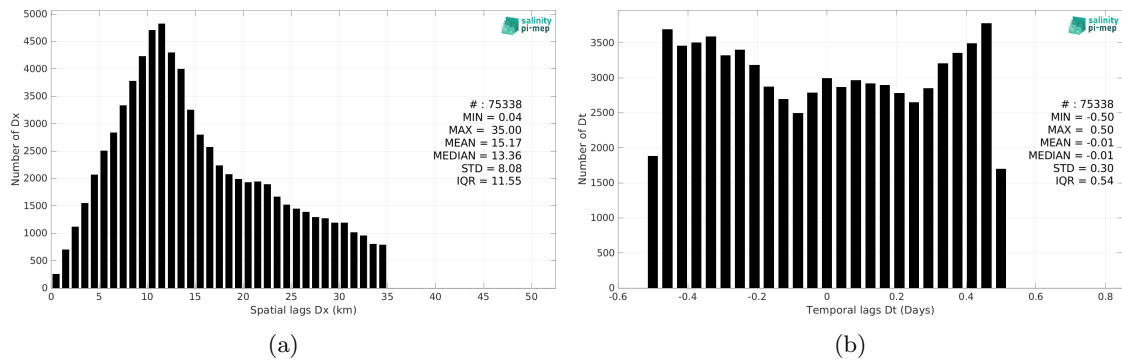 5000
4500
4000
3500
3000
2500
2000
1500
1000
500
0
Number of Dx
0 5 10 15 20 25 30 35 40 45 50
Spatial lags Dx (km)
salinity
pi-mep
# : 75338
MIN = 0.04
MAX = 35.00
MEAN = 15.17
MEDIAN = 13.36
STD = 8.08
IQR = 11.55
(a)
3500
3000
2500
2000
1500
1000
500
0
Number of Dt
-0.6 -0.4 -0.2 0 0.2 0.4 0.6 0.8
Temporal lags Dt (Days)
salinity
pi-mep
# : 75338
MIN = -0.50
MAX = 0.50
MEAN = -0.01
MEDIAN = -0.01
STD = 0.30
IQR = 0.54
(b)